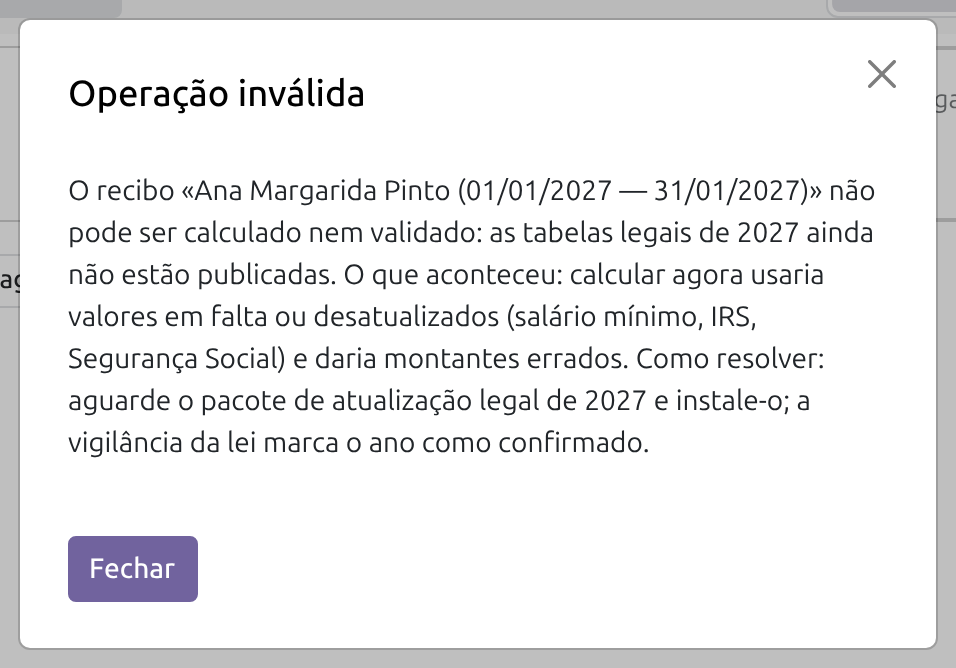 Operação inválida
O recibo «Ana Margarida Pinto (01/01/2027 — 31/01/2027)» não
pode ser calculado nem validado: as tabelas legais de 2027 ainda
não estão publicadas. O que aconteceu: calcular agora usaria
valores em falta ou desatualizados (salário mínimo, IRS,
Segurança Social) e daria montantes errados. Como resolver:
aguarde o pacote de atualização legal de 2027 e instale-o; a
vigilância da lei marca o ano como confirmado.
Fechar